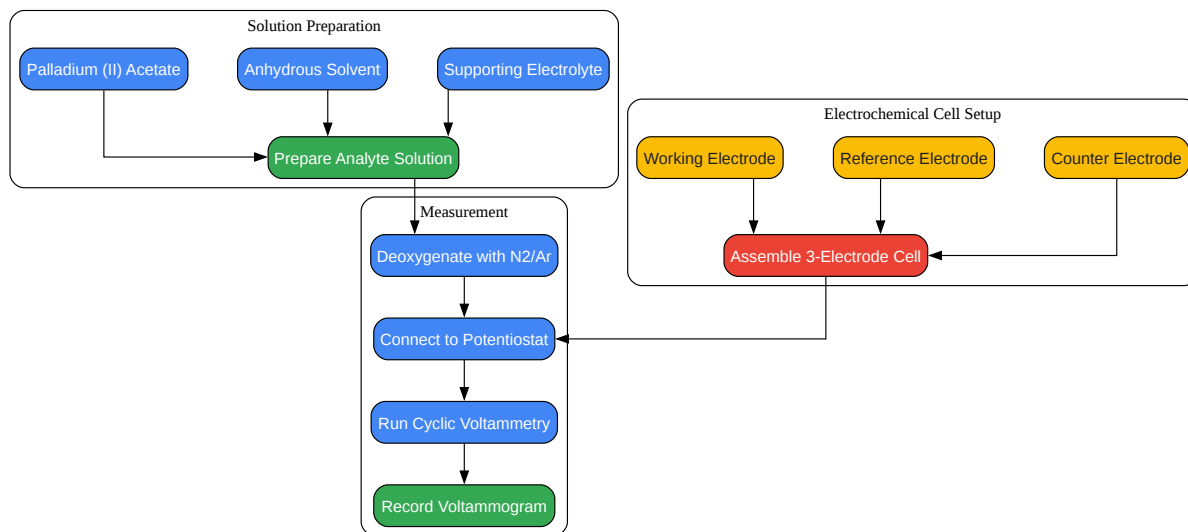 Solution Preparation
Palladium (II) Acetate
Anhydrous Solvent
Supporting Electrolyte
Prepare Analyte Solution
Electrochemical Cell Setup
Working Electrode
Reference Electrode
Counter Electrode
Assemble 3-Electrode Cell
Measurement
Deoxygenate with N2/Ar
Connect to Potentiostat
Run Cyclic Voltammetry
Record Voltammogram